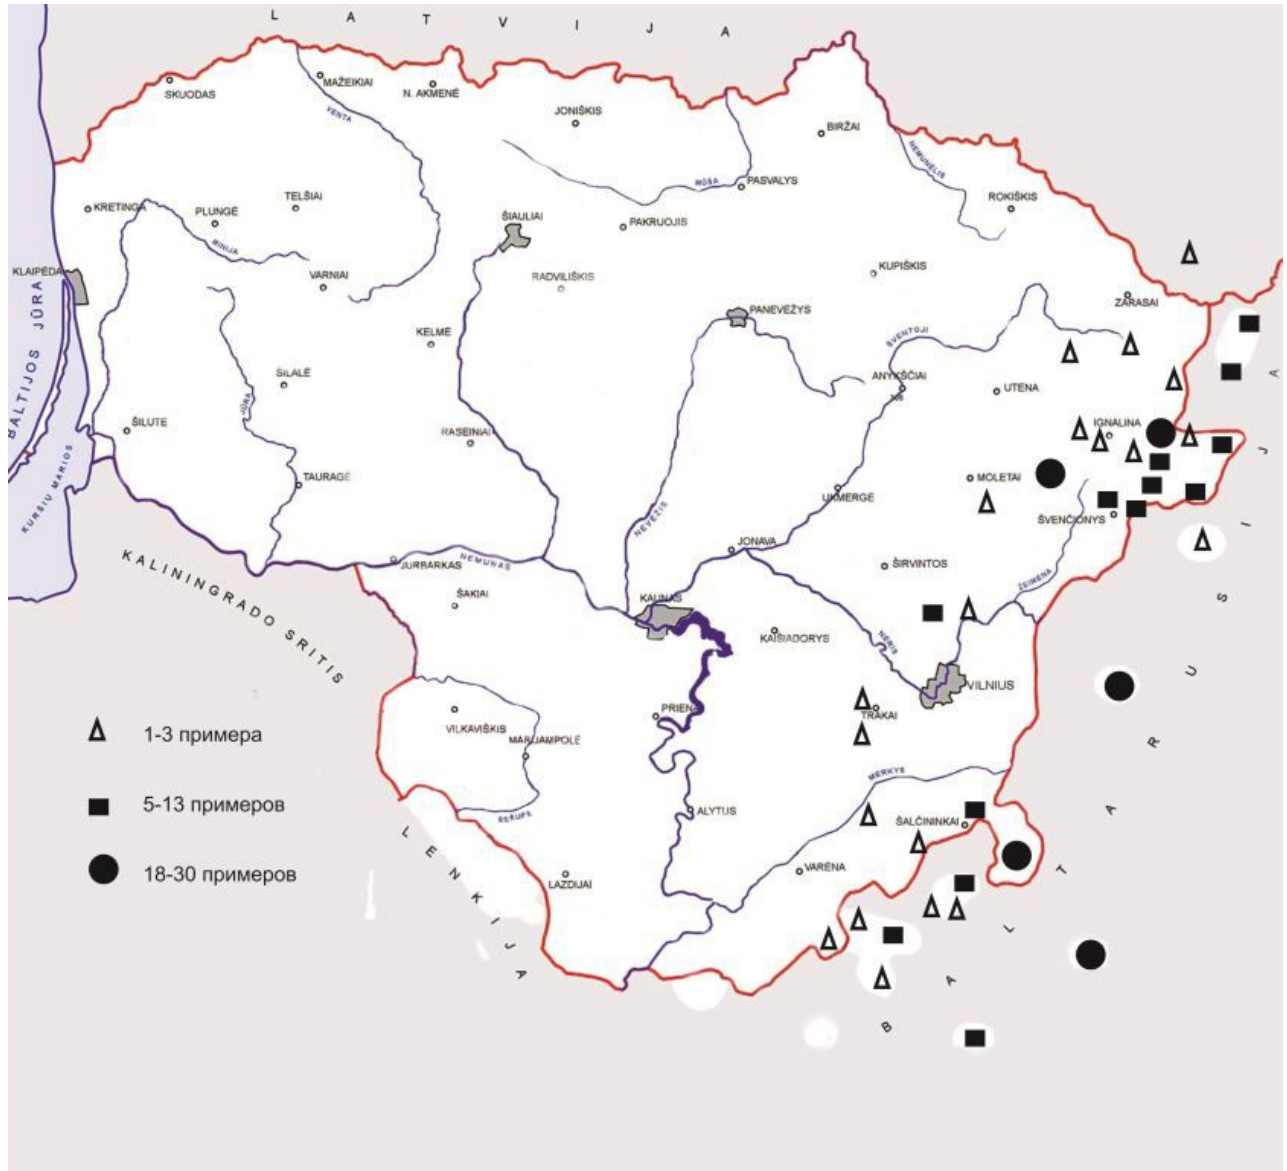 L A T V I J A
SKUODAS
MAŽEIKIAI
N. AKMENĖ
VENTA
JONIŠKIS
BIRŽAI
NEMUNĖLIS
MŪŠA
PASVALYS
ROKIŠKIS
KRETINGA
PLUNGĖ
TELŠIAI
ŠIAULIAI
PAKRUOJIS
MINIJA
KLAIPĖDA
VARNIAI
RADVILIŠKIS
KUPIŠKIS
ZARASAI
PANEVĖŽYS
BALTIJOS JŪRA
KELMĖ
ŠVENTOJI
ŠILALĖ
JŪRA
ANYKŠČIAI
UTENA
ŠILUTĖ
RASEINIAI
IGNALINA
KURSIU MARIOS
TAURAGĖ
NEVĖŽIS
UKMERGĖ
MOLETAI
ŠVENČIONYS
JONAVA
KALININGRADO SRITIS
JURBARKAS
NEMUNAS
ŠIRVINTOS
ŽEIMENA
ŠAKIAI
KAUNAS
KAIŠIADORYS
NERIS
VILNIUS
PRIENAI
TRAKAI
VILKAVIŠKIS
MARIJAMPOLĖ
1-3 примера
MERKYS
5-13 примеров
ŠEŠUPĖ
ALYTUS
ŠALČININKAI
18-30 примеров
LENKIJA
LAZDIJAI
VARĖNA
B A L T A R U S I J A